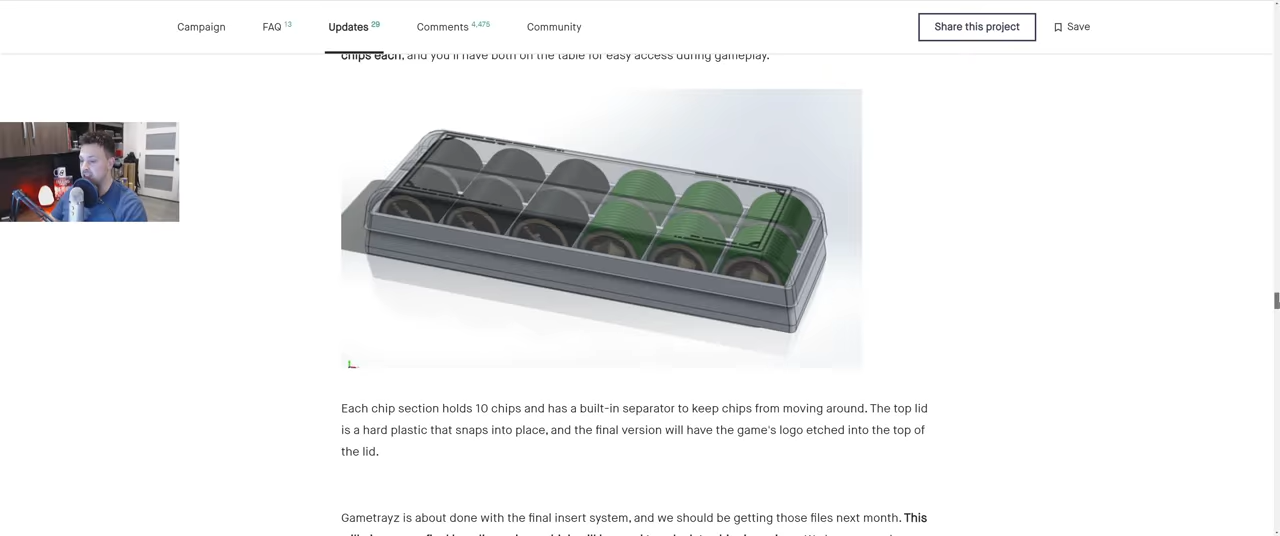 Campaign FAQ 13 Updates 29 Comments 4,475 Community Share this project Save
chips each, and you'll have both on the table for easy access during gameplay.
Each chip section holds 10 chips and has a built-in separator to keep chips from moving around. The top lid
is a hard plastic that snaps into place, and the final version will have the game's logo etched into the top of
the lid.
Gametrayz is about done with the final insert system, and we should be getting those files next month. This